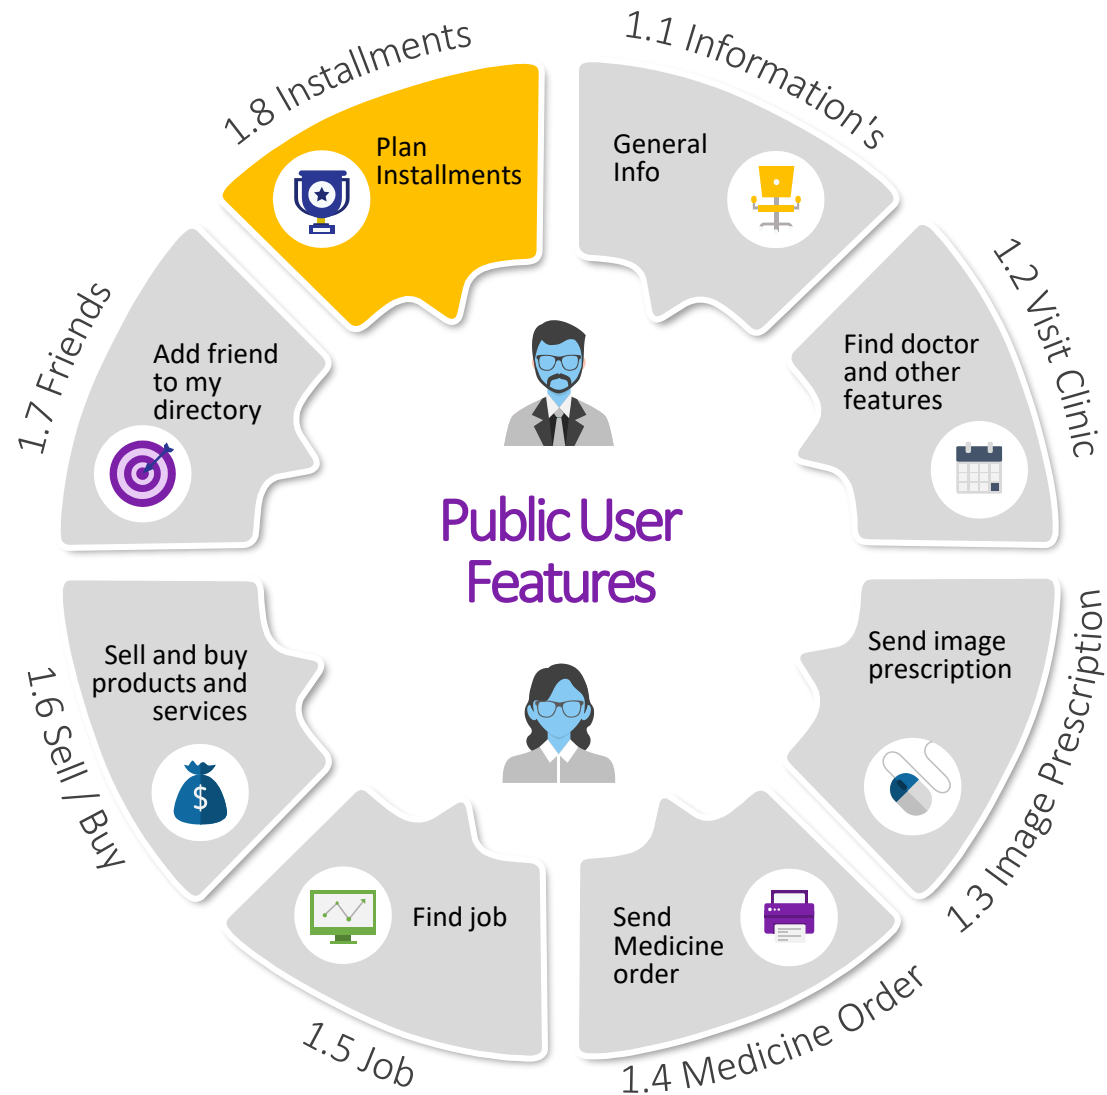 Public User
Features
1.1 Information's
General
Info
1.2 Visit Clinic
Find doctor
and other
features
1.3 Image Prescription
Send image
prescription
1.4 Medicine Order
Send
Medicine
order
1.5 Job
Find job
1.6 Sell / Buy
Sell and buy
products and
services
$
1.7 Friends
Add friend
to my
directory
1.8 Installments
Plan
Installments